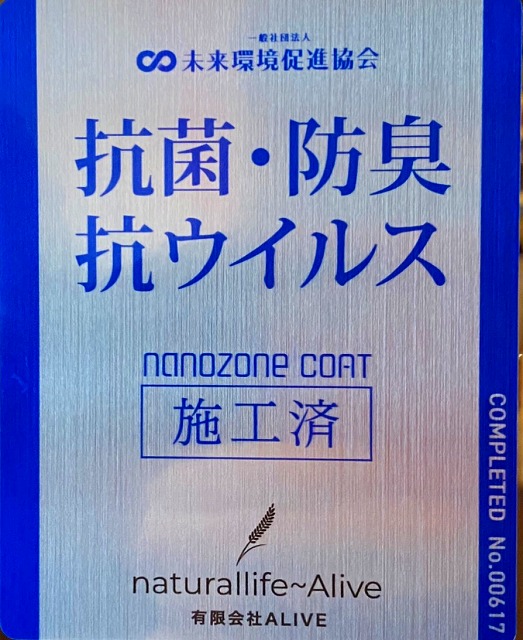 一般社団法人
未来環境促進協会
抗菌・防臭
抗ウイルス
nanozone COAT
施工済
COMPLETED No.00617
naturallife~Alive
有限会社ALIVE